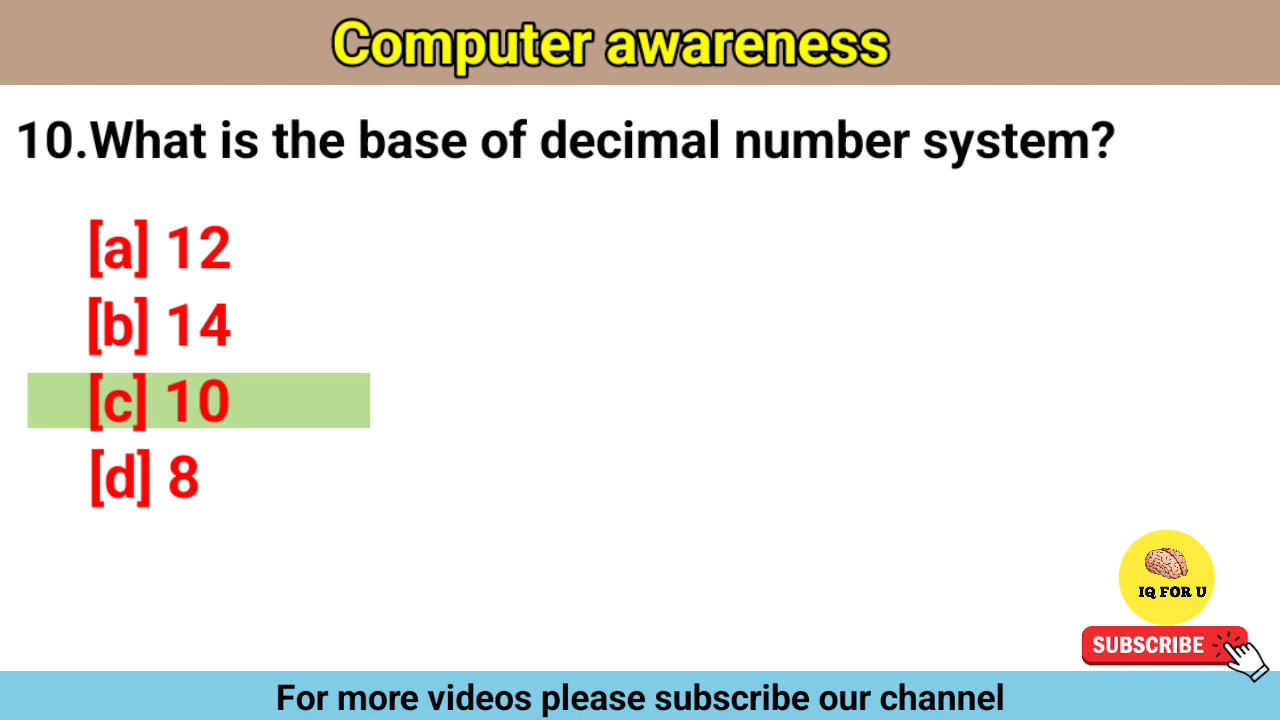 Computer awareness
10.What is the base of decimal number system?
[a] 12
[b] 14
[c] 10
[d] 8
IQ FOR U
SUBSCRIBE
For more videos please subscribe our channel